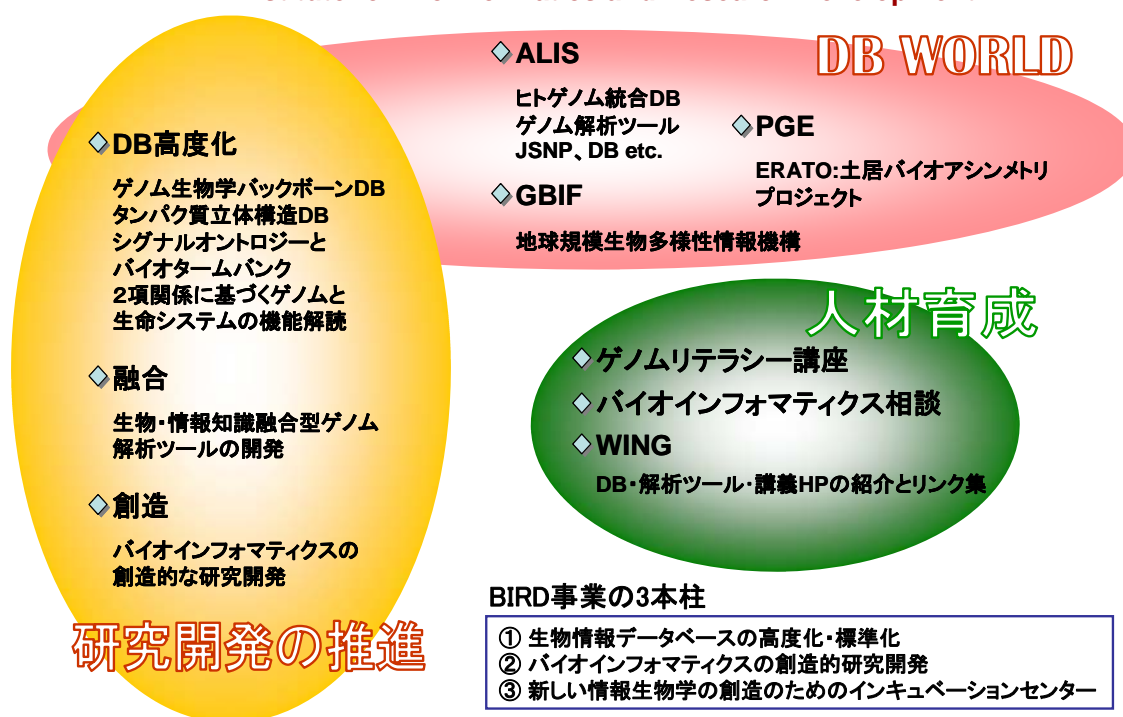 DB WORLD
◇ALIS
ヒトゲノム統合DB
ゲノム解析ツール
JSNP、DB etc.
◇PGE
ERATO:土居バイオアシンメトリ
プロジェクト
◇GBIF
地球規模生物多様性情報機構
◇DB高度化
ゲノム生物学バックボーンDB
タンパク質立体構造DB
シグナルオントロジーと
バイオタームバンク
２項関係に基づくゲノムと
生命システムの機能解読
◇融合
生物・情報知識融合型ゲノム
解析ツールの開発
◇創造
バイオインフォマティクスの
創造的な研究開発
研究開発の推進
人材育成
◇ゲノムリテラシー講座
◇バイオインフォマティクス相談
◇WING
DB・解析ツール・講義HPの紹介とリンク集
BIRD事業の3本柱
① 生物情報データベースの高度化・標準化
② バイオインフォマティクスの創造的研究開発
③ 新しい情報生物学の創造のためのインキュベーションセンター